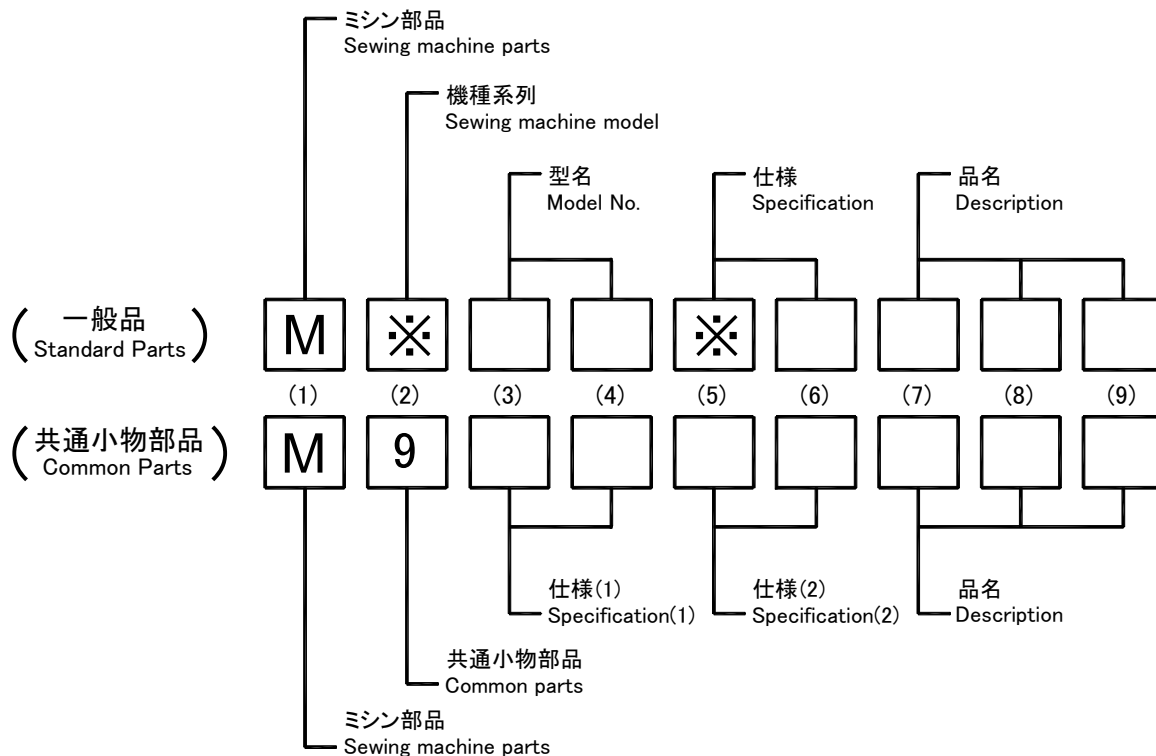 ミシン部品
Sewing machine parts
機種系列
Sewing machine model
型名
Model No.
仕様
Specification
品名
Description
(一般品
Standard Parts)
M ※ ※
(1) (2) (3) (4) (5) (6) (7) (8) (9)
(共通小物部品
Common Parts)
M 9
仕様(1)
Specification(1)
仕様(2)
Specification(2)
品名
Description
共通小物部品
Common parts
ミシン部品
Sewing machine parts